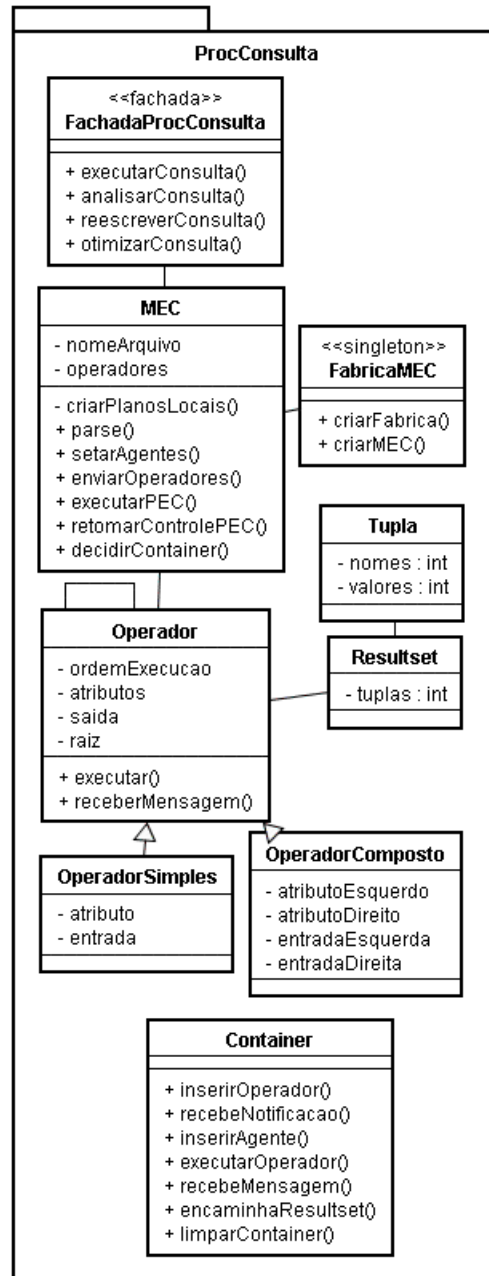 ProcConsulta
<<fachada>>
FachadaProcConsulta
+ executarConsulta()
+ analisarConsulta()
+ reescreverConsulta()
+ otimizarConsulta()
MEC
- nomeArquivo
- operadores
- criarPlanosLocais()
+ parse()
+ setarAgentes()
+ enviarOperadores()
+ executarPEC()
+ retomarControlePEC()
+ decidirContainer()
<<singleton>>
FabricaMEC
+ criarFabrica()
+ criarMEC()
Tupla
- nomes : int
- valores : int
Operador
- ordemExecucao
- atributos
- saida
- raiz
+ executar()
+ receberMensagem()
Resultset
- tuplas : int
OperadorSimples
- atributo
- entrada
OperadorComposto
- atributoEsquerdo
- atributoDireito
- entradaEsquerda
- entradaDireita
Container
+ inserirOperador()
+ recebeNotificacao()
+ inserirAgente()
+ executarOperador()
+ recebeMensagem()
+ encaminhaResultset()
+ limparContainer()